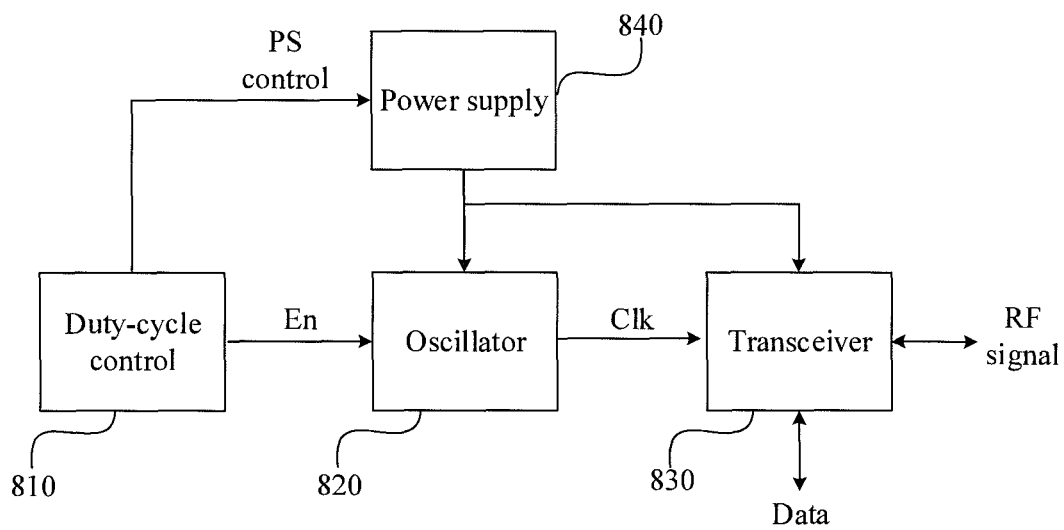 840
PS
control
Power supply
Duty-cycle
control
En
Oscillator
Clk
Transceiver
RF
signal
810
820
830
Data